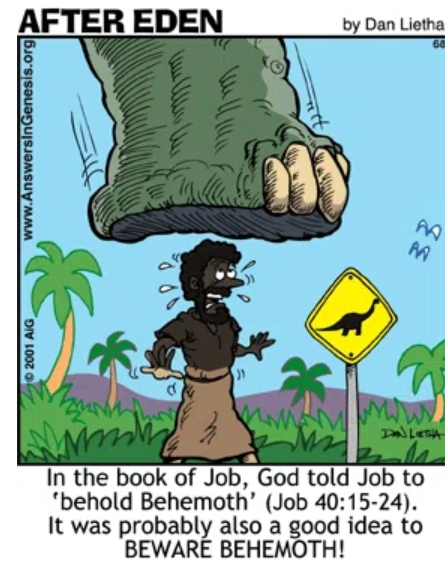 AFTER EDEN
by Dan Lietha
68
www.AnswersInGenesis.org
© 2001 AIG
DAN LIETHA
In the book of Job, God told Job to
‘behold Behemoth’ (Job 40:15-24).
It was probably also a good idea to
BEWARE BEHEMOTH!